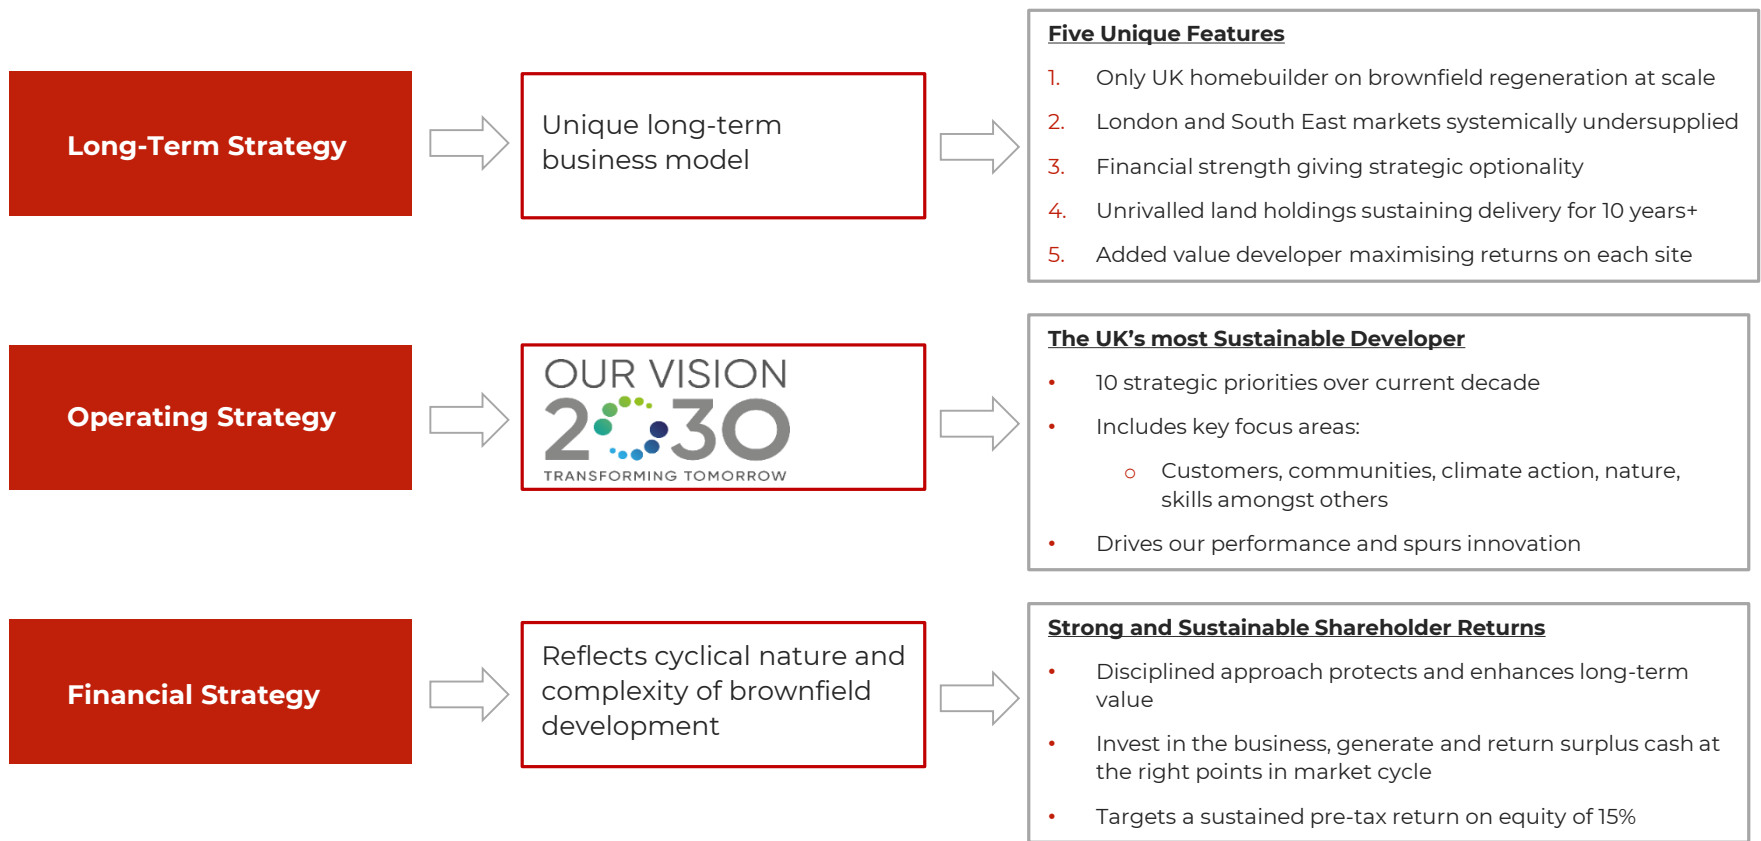 Long-Term Strategy
Unique long-term
business model
Five Unique Features
1. Only UK homebuilder on brownfield regeneration at scale
2. London and South East markets systemically undersupplied
3. Financial strength giving strategic optionality
4. Unrivalled land holdings sustaining delivery for 10 years+
5. Added value developer maximising returns on each site
Operating Strategy
OUR VISION
2030
TRANSFORMING TOMORROW
The UK’s most Sustainable Developer
• 10 strategic priorities over current decade
• Includes key focus areas:
o Customers, communities, climate action, nature,
skills amongst others
• Drives our performance and spurs innovation
Financial Strategy
Reflects cyclical nature and
complexity of brownfield
development
Strong and Sustainable Shareholder Returns
• Disciplined approach protects and enhances long-term
value
• Invest in the business, generate and return surplus cash at
the right points in market cycle
• Targets a sustained pre-tax return on equity of 15%